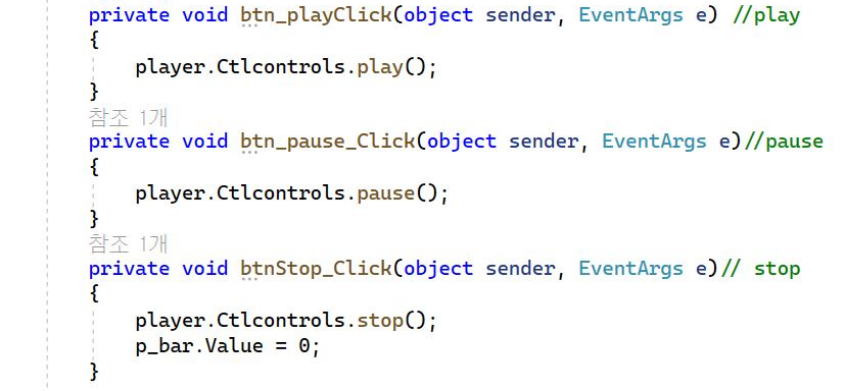 private void btn_playClick(object sender, EventArgs e) //play
{
player.Ctlcontrols.play();
}
참조 1개
private void btn_pause_Click(object sender, EventArgs e)//pause
{
player.Ctlcontrols.pause();
}
참조 1개
private void btnStop_Click(object sender, EventArgs e)// stop
{
player.Ctlcontrols.stop();
p_bar.Value = 0;
}